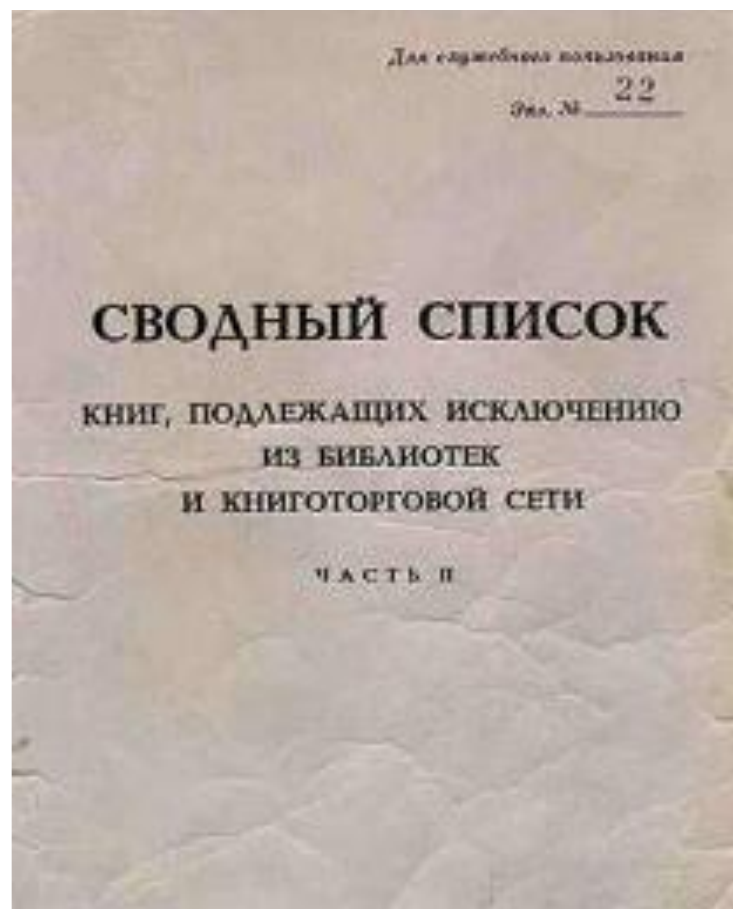 Для служебного пользования
Экз. № 22
СВОДНЫЙ СПИСОК
КНИГ, ПОДЛЕЖАЩИХ ИСКЛЮЧЕНИЮ
ИЗ БИБЛИОТЕК
И КНИГОТОРГОВОЙ СЕТИ
ЧАСТЬ II